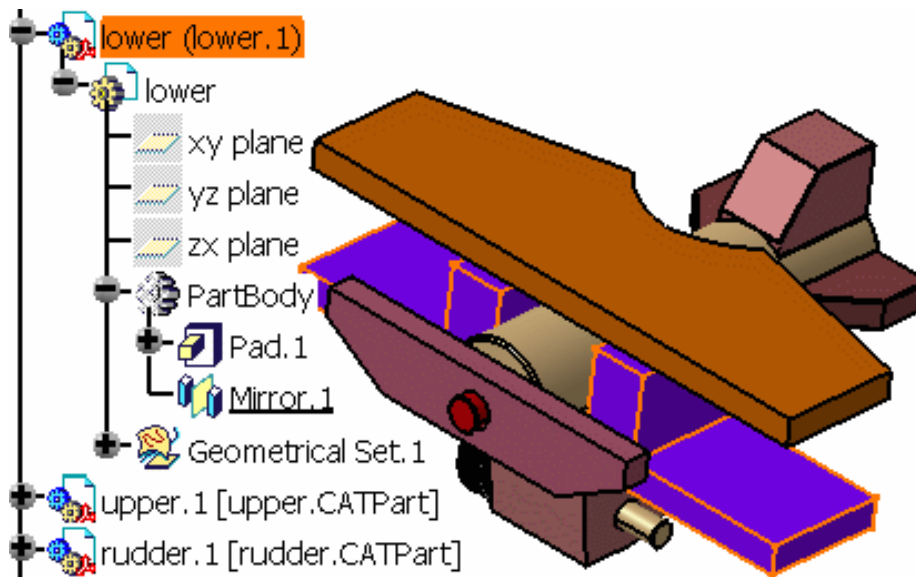 lower (lower.1)
lower
xy plane
yz plane
zx plane
PartBody
Pad.1
Mirror.1
Geometrical Set.1
upper.1 [upper.CATPart]
rudder.1 [rudder.CATPart]